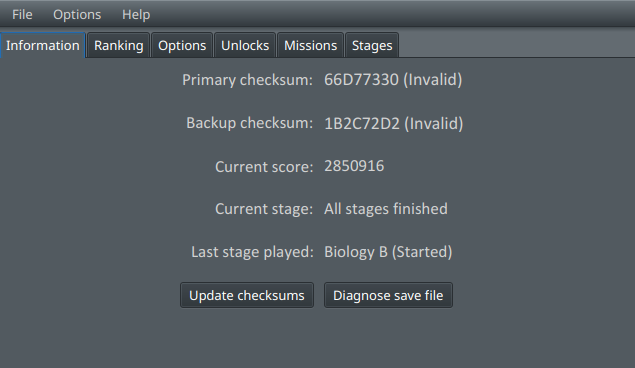 File Options Help
Information Ranking Options Unlocks Missions Stages
Primary checksum: 66D77330 (Invalid)
Backup checksum: 1B2C72D2 (Invalid)
Current score: 2850916
Current stage: All stages finished
Last stage played: Biology B (Started)
Update checksums Diagnose save file